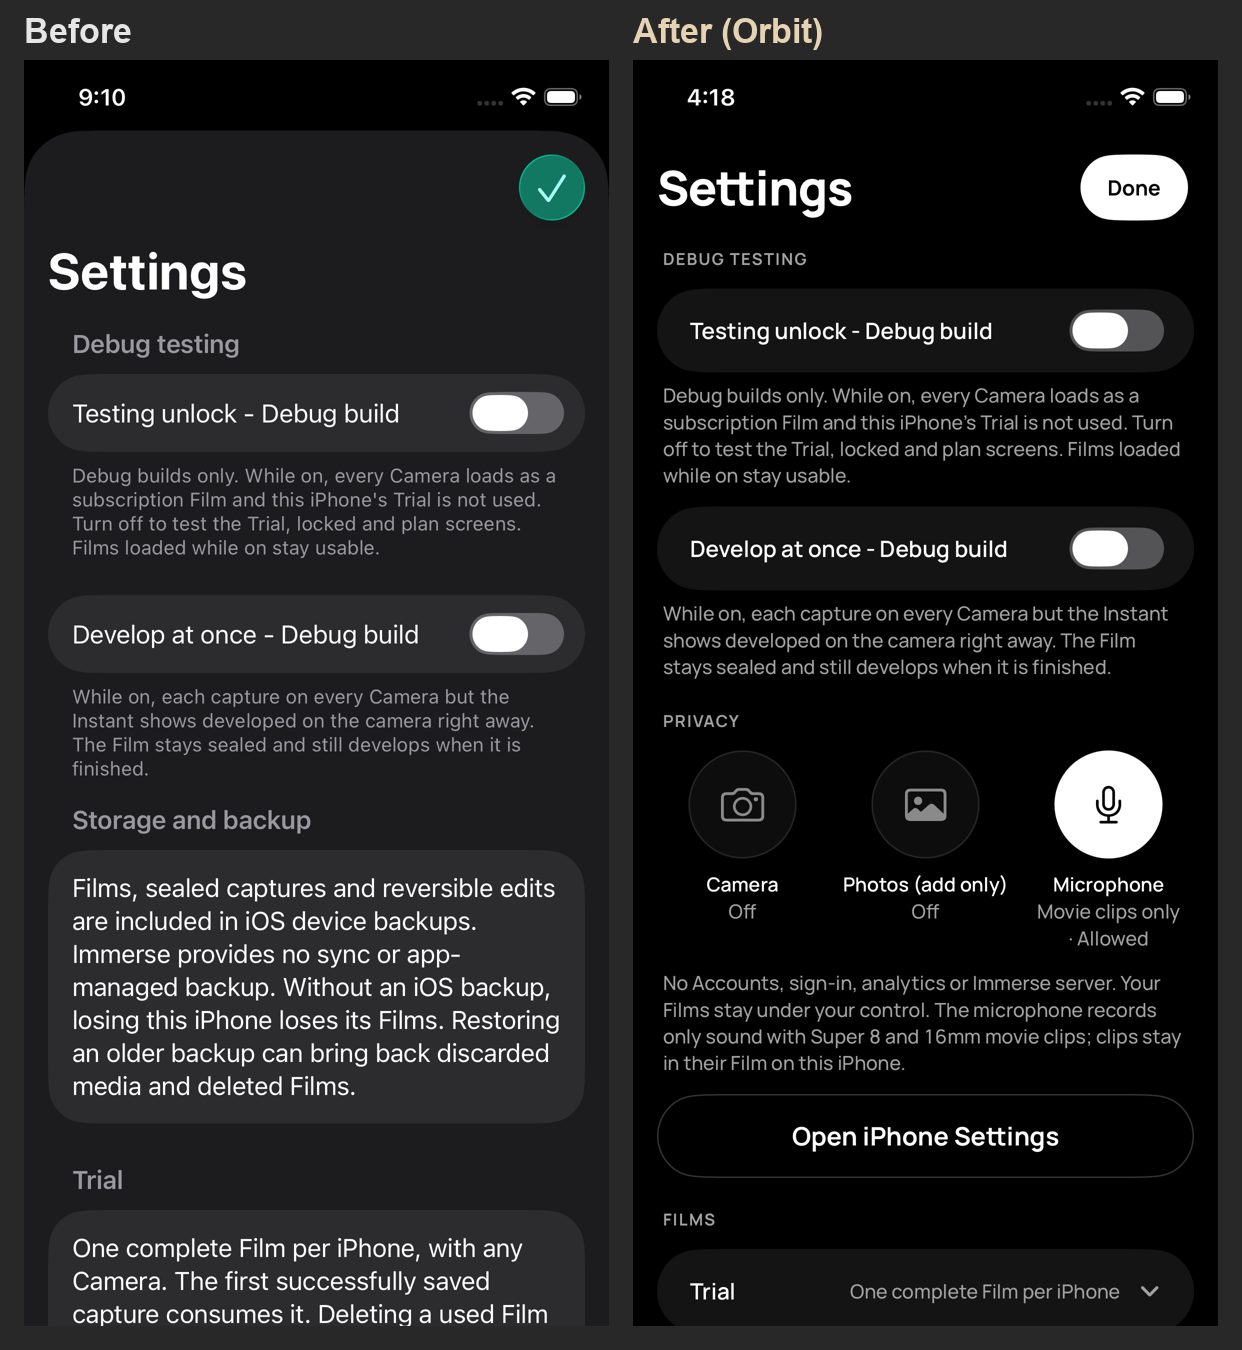 Before
9:10
Settings
Debug testing
Testing unlock - Debug build
Debug builds only. While on, every Camera loads as a
subscription Film and this iPhone's Trial is not used.
Turn off to test the Trial, locked and plan screens.
Films loaded while on stay usable.
Develop at once - Debug build
While on, each capture on every Camera but the
Instant shows developed on the camera right away.
The Film stays sealed and still develops when it is
finished.
Storage and backup
Films, sealed captures and reversible edits
are included in iOS device backups.
Immerse provides no sync or app-
managed backup. Without an iOS backup,
losing this iPhone loses its Films. Restoring
an older backup can bring back discarded
media and deleted Films.
Trial
One complete Film per iPhone, with any
Camera. The first successfully saved
capture consumes it. Deleting a used Film
After (Orbit)
4:18
Settings
Done
DEBUG TESTING
Testing unlock - Debug build
Debug builds only. While on, every Camera loads as a
subscription Film and this iPhone's Trial is not used. Turn
off to test the Trial, locked and plan screens. Films loaded
while on stay usable.
Develop at once - Debug build
While on, each capture on every Camera but the Instant
shows developed on the camera right away. The Film
stays sealed and still develops when it is finished.
PRIVACY
Camera
Off
Photos (add only)
Off
Microphone
Movie clips only
· Allowed
No Accounts, sign-in, analytics or Immerse server. Your
Films stay under your control. The microphone records
only sound with Super 8 and 16mm movie clips; clips stay
in their Film on this iPhone.
Open iPhone Settings
FILMS
Trial
One complete Film per iPhone